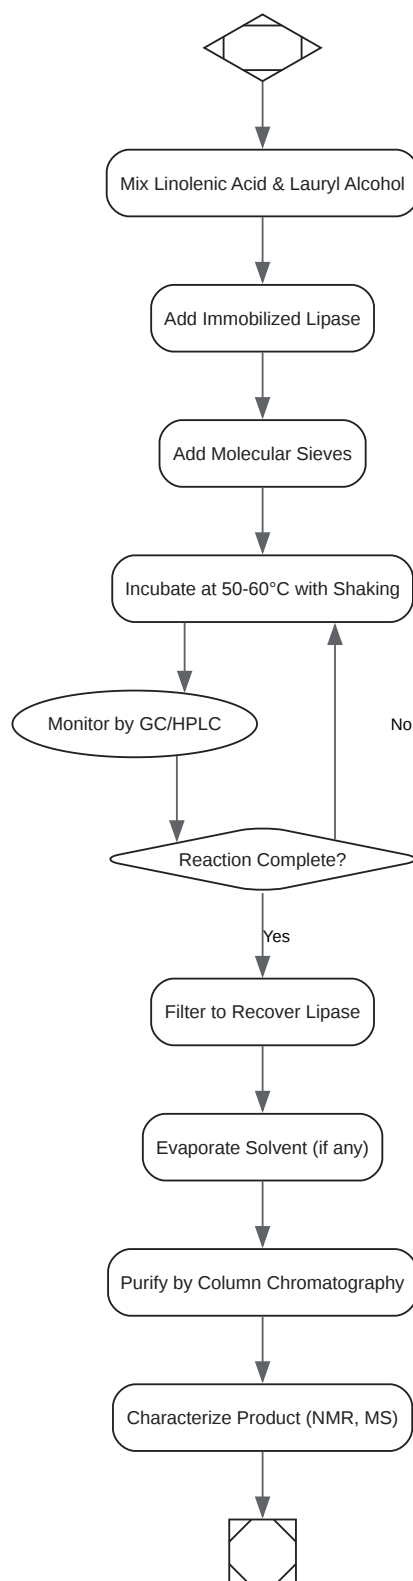 Mix Linolenic Acid & Lauryl Alcohol
Add Immobilized Lipase
Add Molecular Sieves
Incubate at 50-60°C with Shaking
Monitor by GC/HPLC
No
Reaction Complete?
Yes
Filter to Recover Lipase
Evaporate Solvent (if any)
Purify by Column Chromatography
Characterize Product (NMR, MS)